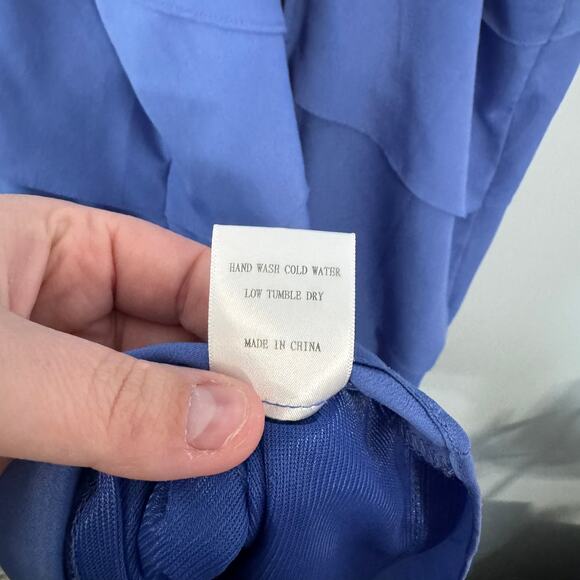 HAND WASH COLD WATER
LOW TUMBLE DRY
MADE IN CHINA